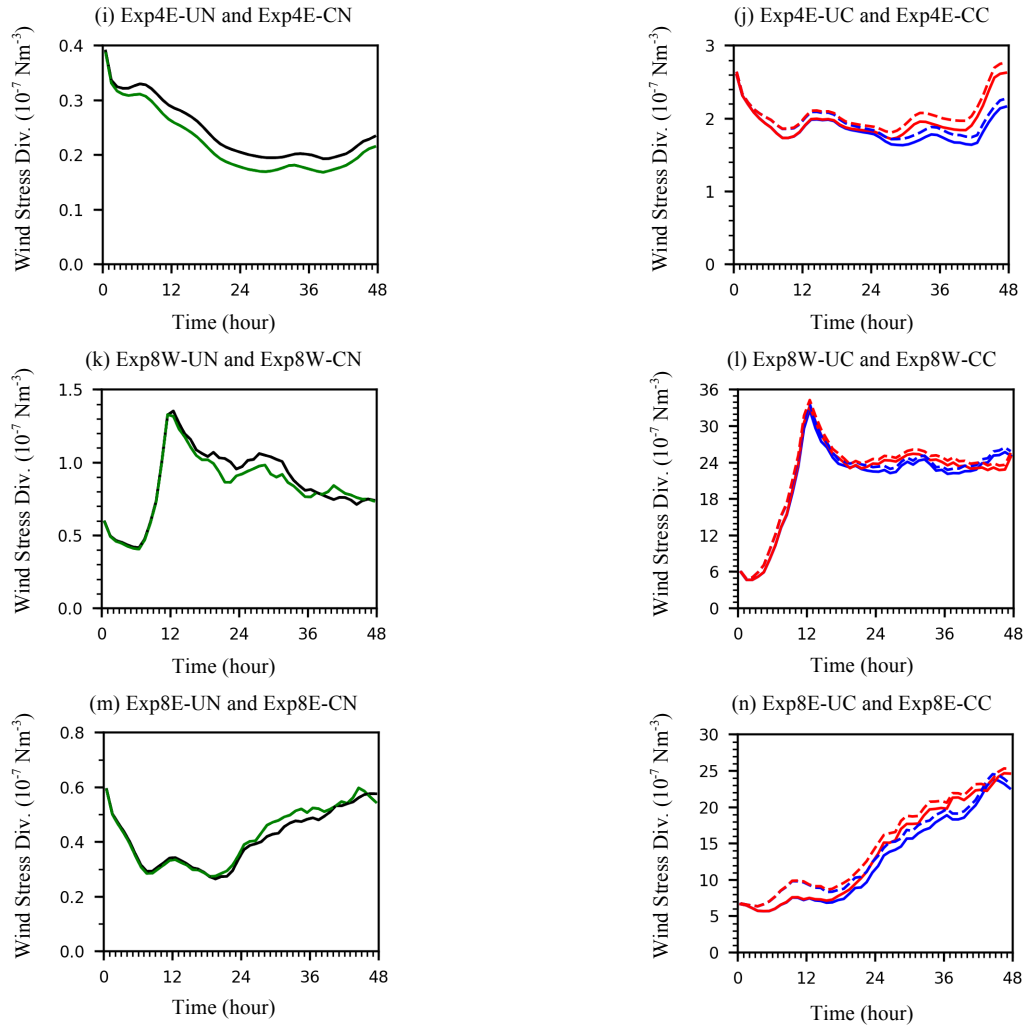 (i) Exp4E-UN and Exp4E-CN
Wind Stress Div. (10⁻⁷ Nm⁻³)
0.4
0.3
0.2
0.1
0.0
0 12 24 36 48
Time (hour)
(j) Exp4E-UC and Exp4E-CC
Wind Stress Div. (10⁻⁷ Nm⁻³)
3
2
1
0
0 12 24 36 48
Time (hour)
(k) Exp8W-UN and Exp8W-CN
Wind Stress Div. (10⁻⁷ Nm⁻³)
1.5
1.0
0.5
0.0
0 12 24 36 48
Time (hour)
(l) Exp8W-UC and Exp8W-CC
Wind Stress Div. (10⁻⁷ Nm⁻³)
36
30
24
18
12
6
0
0 12 24 36 48
Time (hour)
(m) Exp8E-UN and Exp8E-CN
Wind Stress Div. (10⁻⁷ Nm⁻³)
0.8
0.6
0.4
0.2
0.0
0 12 24 36 48
Time (hour)
(n) Exp8E-UC and Exp8E-CC
Wind Stress Div. (10⁻⁷ Nm⁻³)
30
25
20
15
10
5
0
0 12 24 36 48
Time (hour)